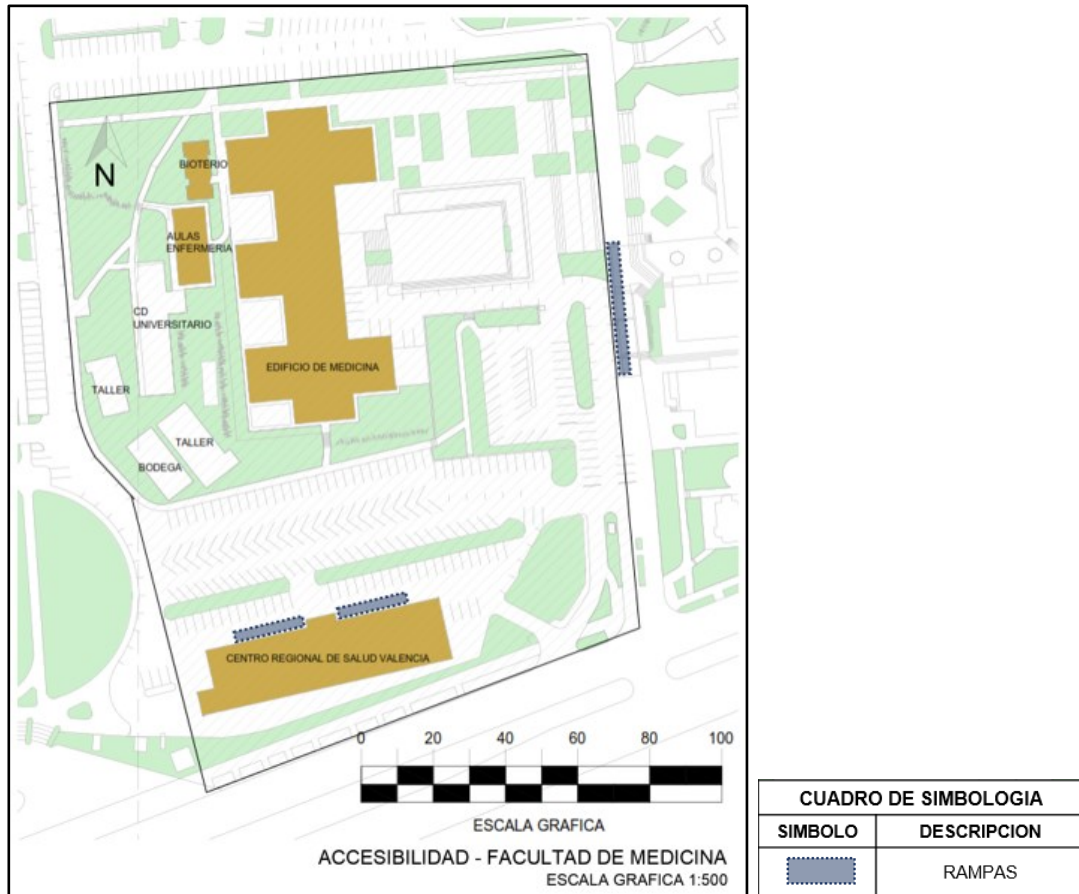 N
BIOTERIO
AULAS
ENFERMERIA
CD
UNIVERSITARIO
EDIFICIO DE MEDICINA
TALLER
TALLER
BODEGA
CENTRO REGIONAL DE SALUD VALENCIA
0 20 40 60 80 100
ESCALA GRAFICA
ACCESIBILIDAD - FACULTAD DE MEDICINA
ESCALA GRAFICA 1:500
CUADRO DE SIMBOLOGIA
SIMBOLO DESCRIPCION
RAMPAS